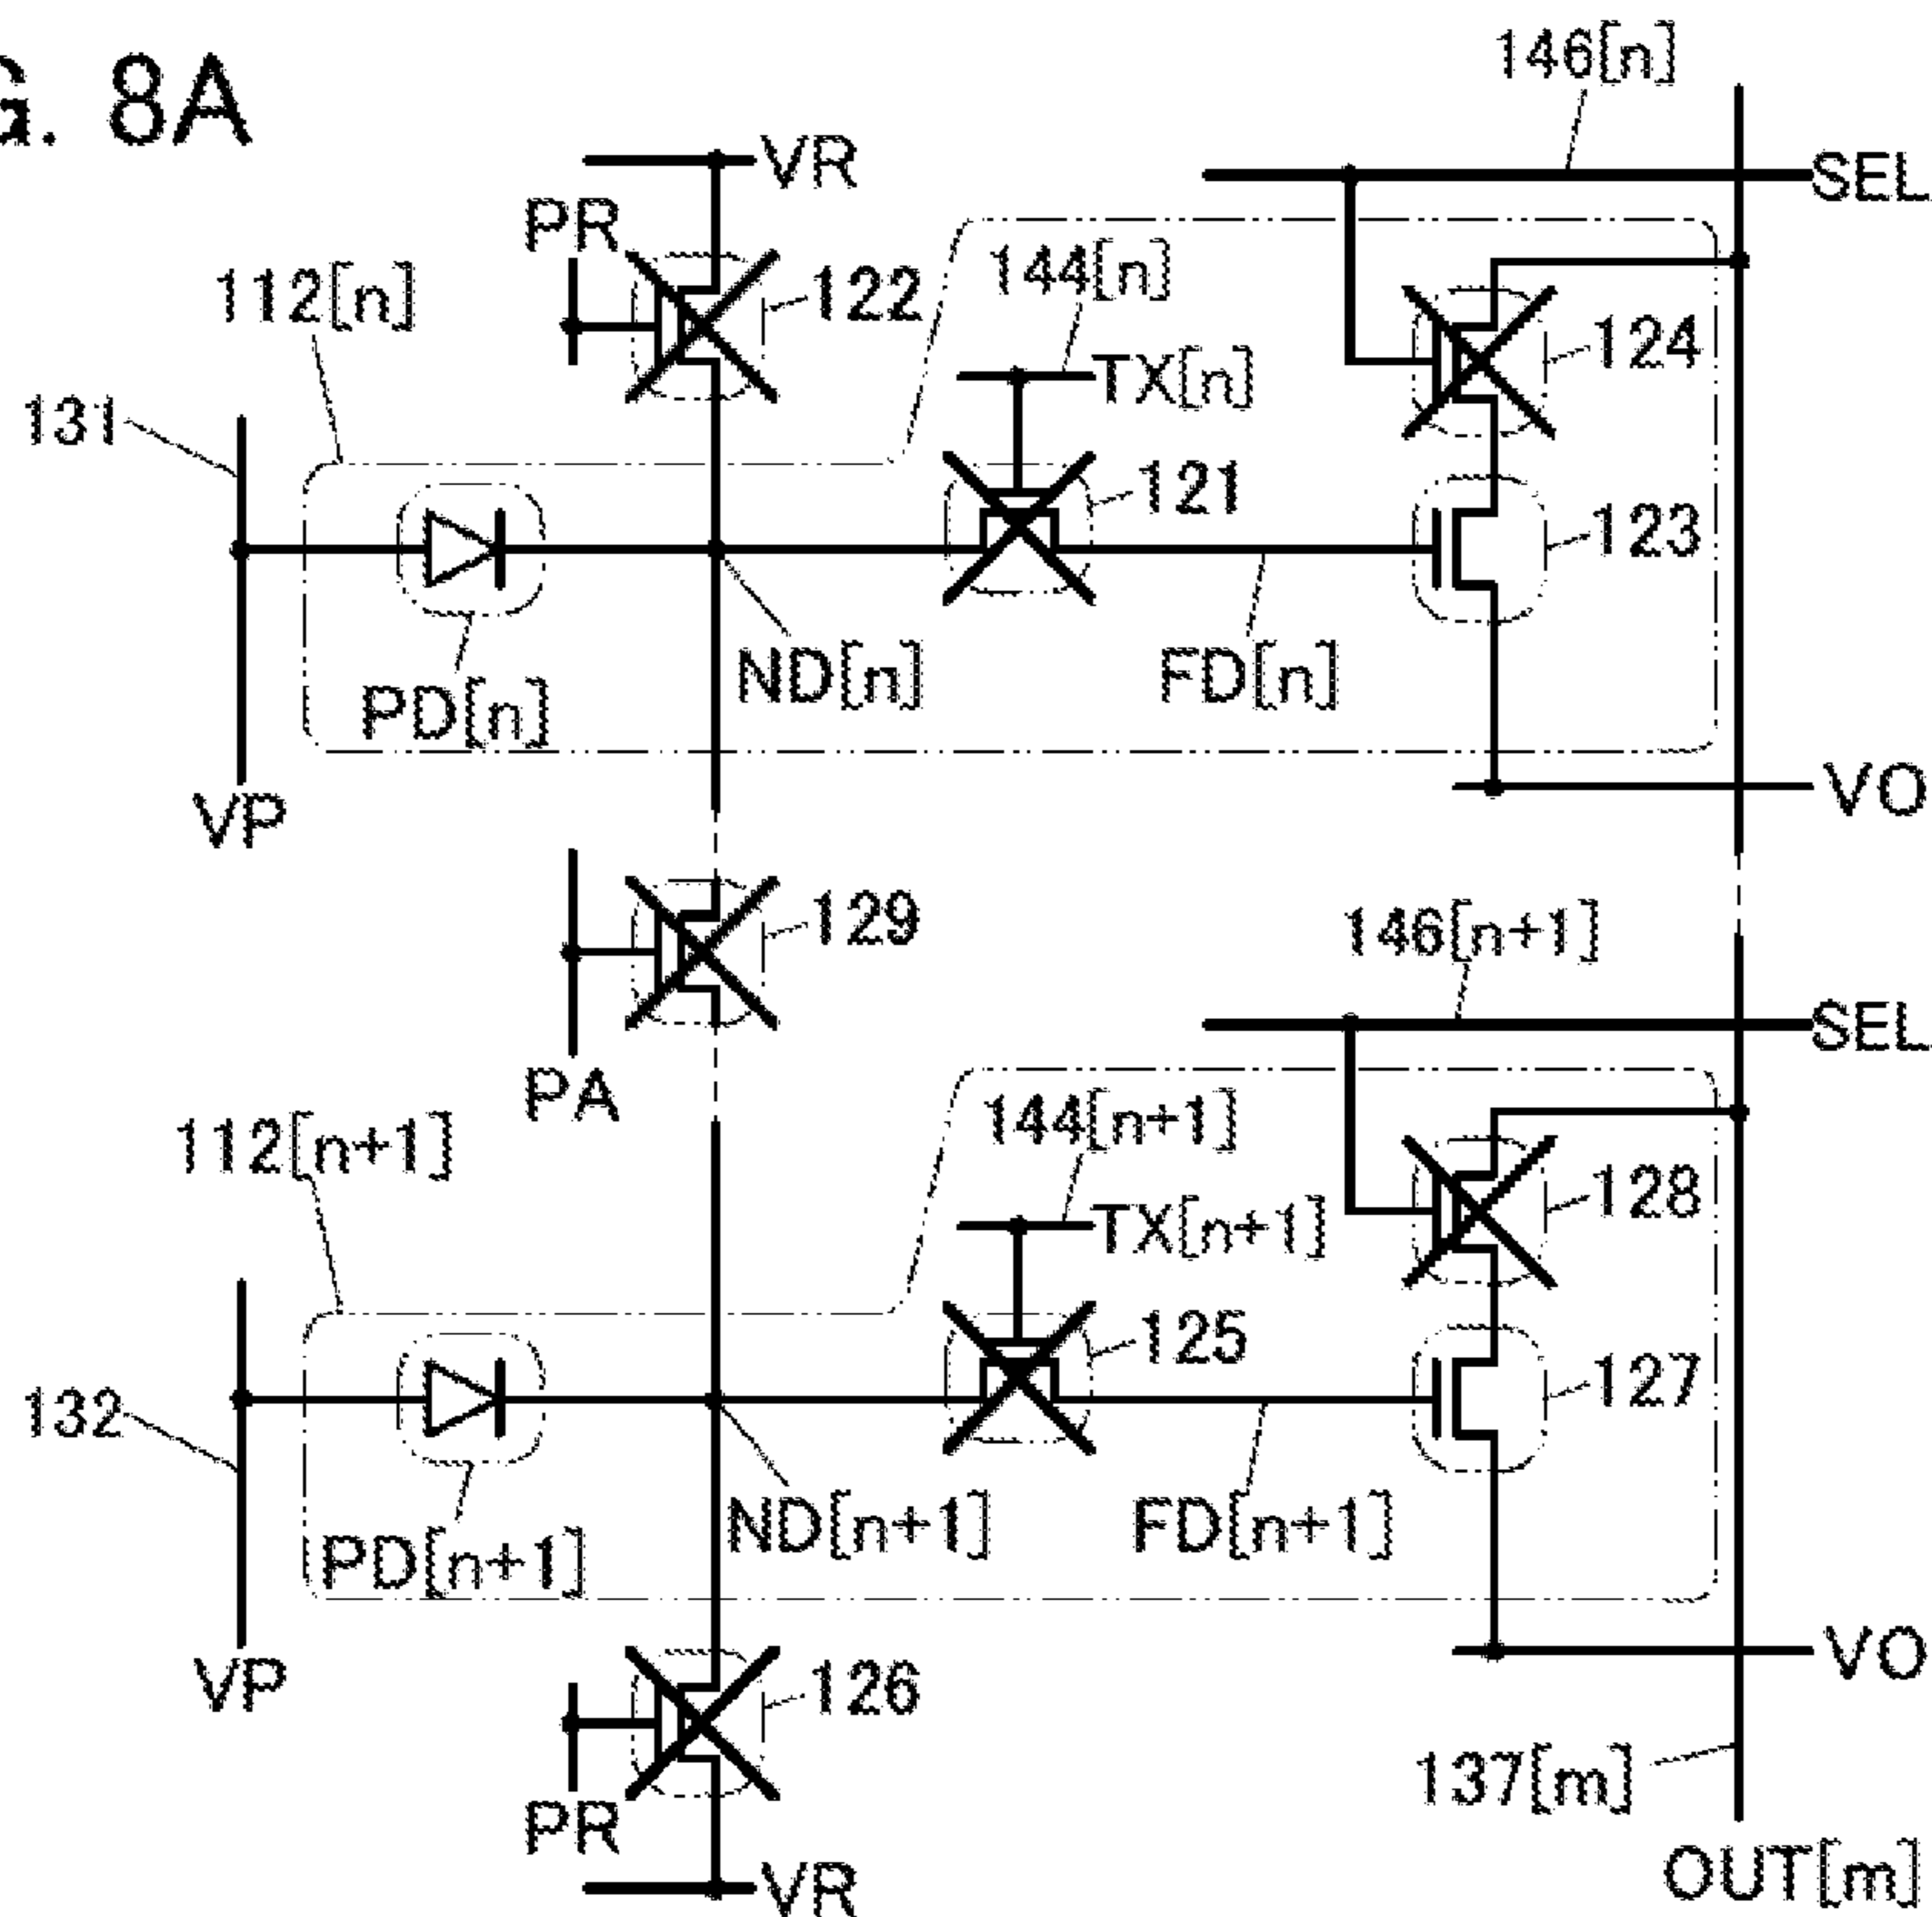 G. 8A
146[n]
VR
SEL
PR
112[n]
122
144[n]
124
TX[n]
131
121
123
ND[n]
FD[n]
PD[n]
VP
VO
129
146[n+1]
SEL
PA
112[n+1]
144[n+1]
128
TX[n+1]
125
127
132
ND[n+1]
FD[n+1]
PD[n+1]
VP
VO
126
137[m]
PR
VR
OUT[m]